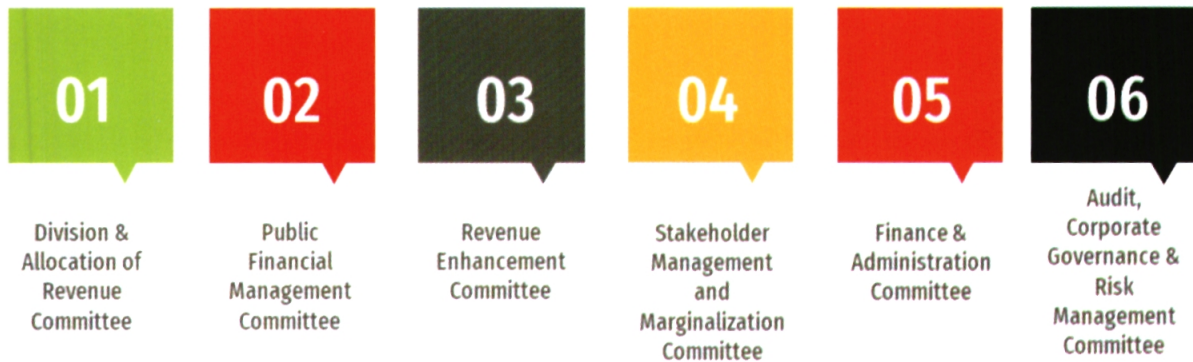 01
Division &
Allocation of
Revenue
Committee
02
Public
Financial
Management
Committee
03
Revenue
Enhancement
Committee
04
Stakeholder
Management
and
Marginalization
Committee
05
Finance &
Administration
Committee
06
Audit,
Corporate
Governance &
Risk
Management
Committee